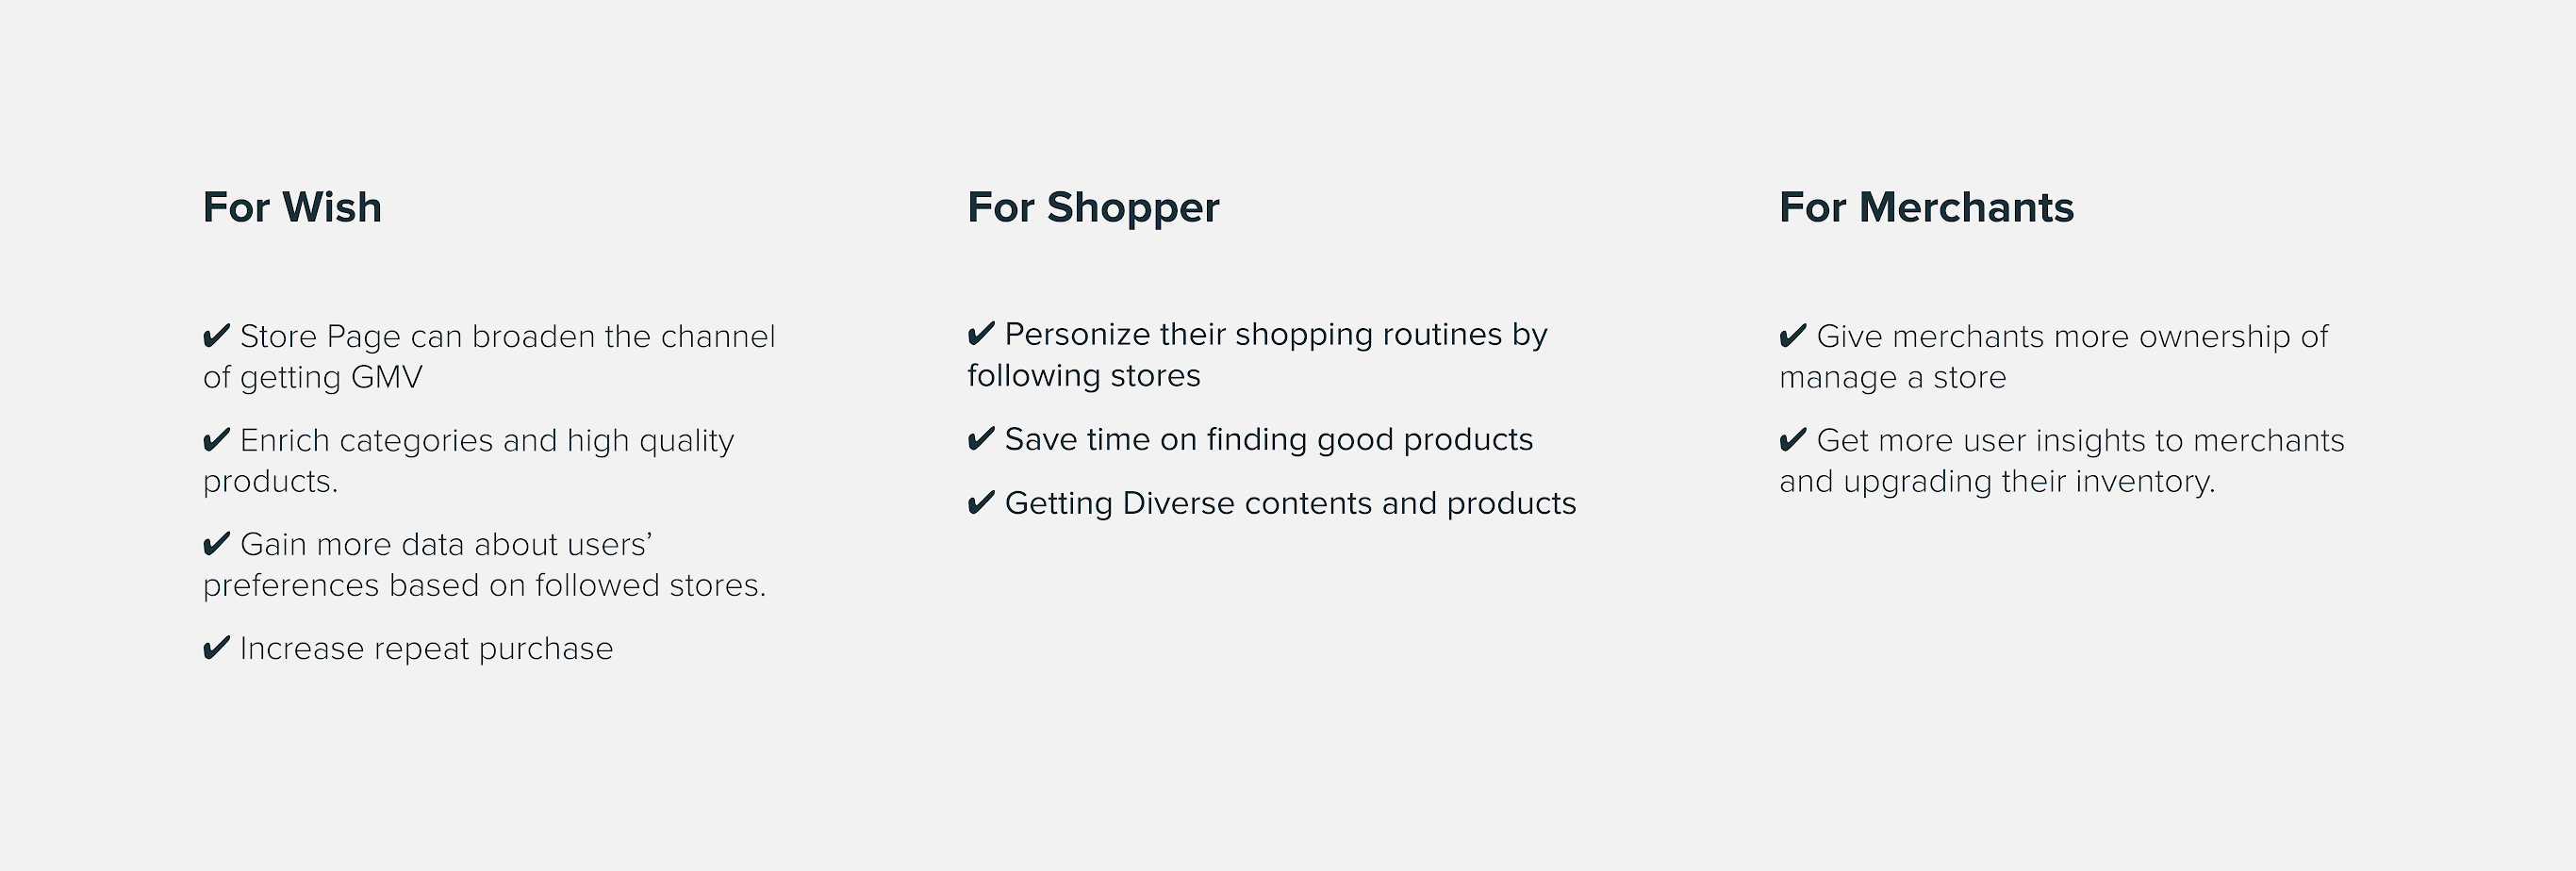 For Wish
✔ Store Page can broaden the channel
of getting GMV
✔ Enrich categories and high quality
products.
✔ Gain more data about users’
preferences based on followed stores.
✔ Increase repeat purchase
For Shopper
✔ Personize their shopping routines by
following stores
✔ Save time on finding good products
✔ Getting Diverse contents and products
For Merchants
✔ Give merchants more ownership of
manage a store
✔ Get more user insights to merchants
and upgrading their inventory.